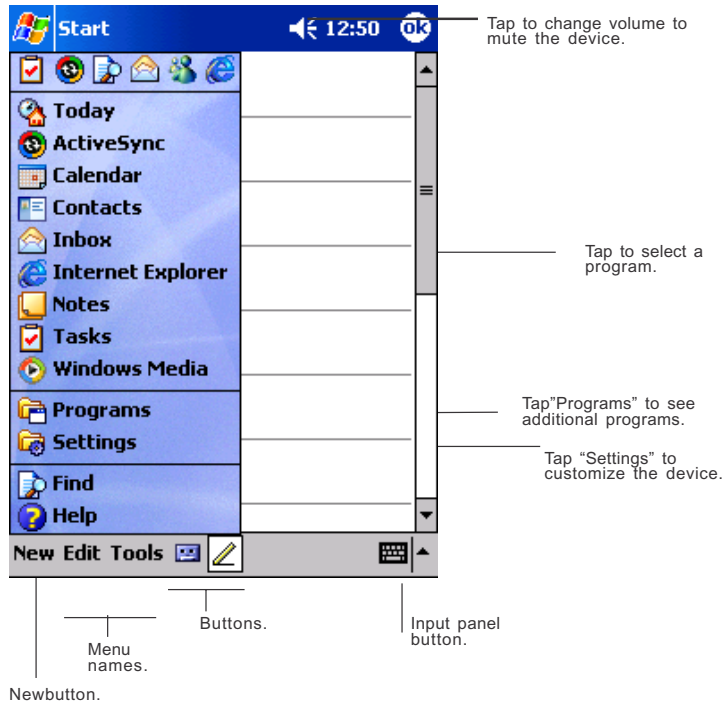 Start 12:50 ok
Tap to change volume to
mute the device.
Today
ActiveSync
Calendar
Contacts
Inbox
Internet Explorer
Notes
Tasks
Windows Media
Programs
Settings
Find
Help
New Edit Tools
Tap to select a
program.
Tap"Programs” to see
additional programs.
Tap “Settings” to
customize the device.
Buttons.
Input panel
button.
Menu
names.
Newbutton.